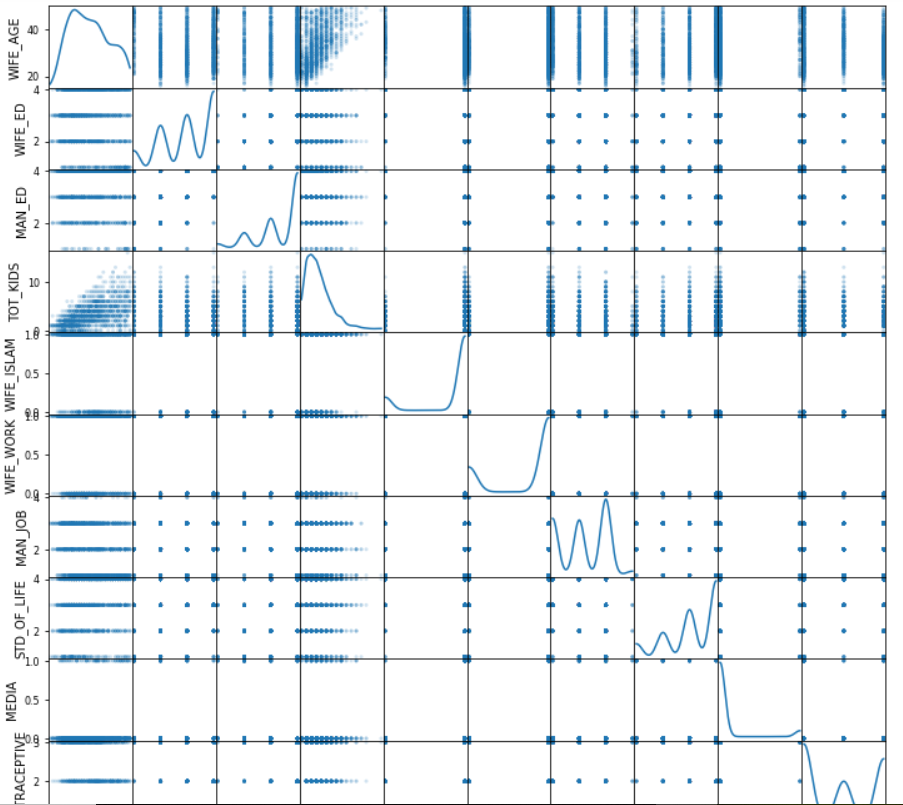 WIFE_AGE
40
20
WIFE_ED
4
2
MAN_ED
4
2
TOT_KIDS
10
0
WIFE_ISLAM
1.0
0.5
0.0
WIFE_WORK
1.0
0.5
0.0
MAN_JOB
4
2
STD_OF_LIFE
4
2
MEDIA
1.0
0.5
0.0
TRACEPTIVE
3
2